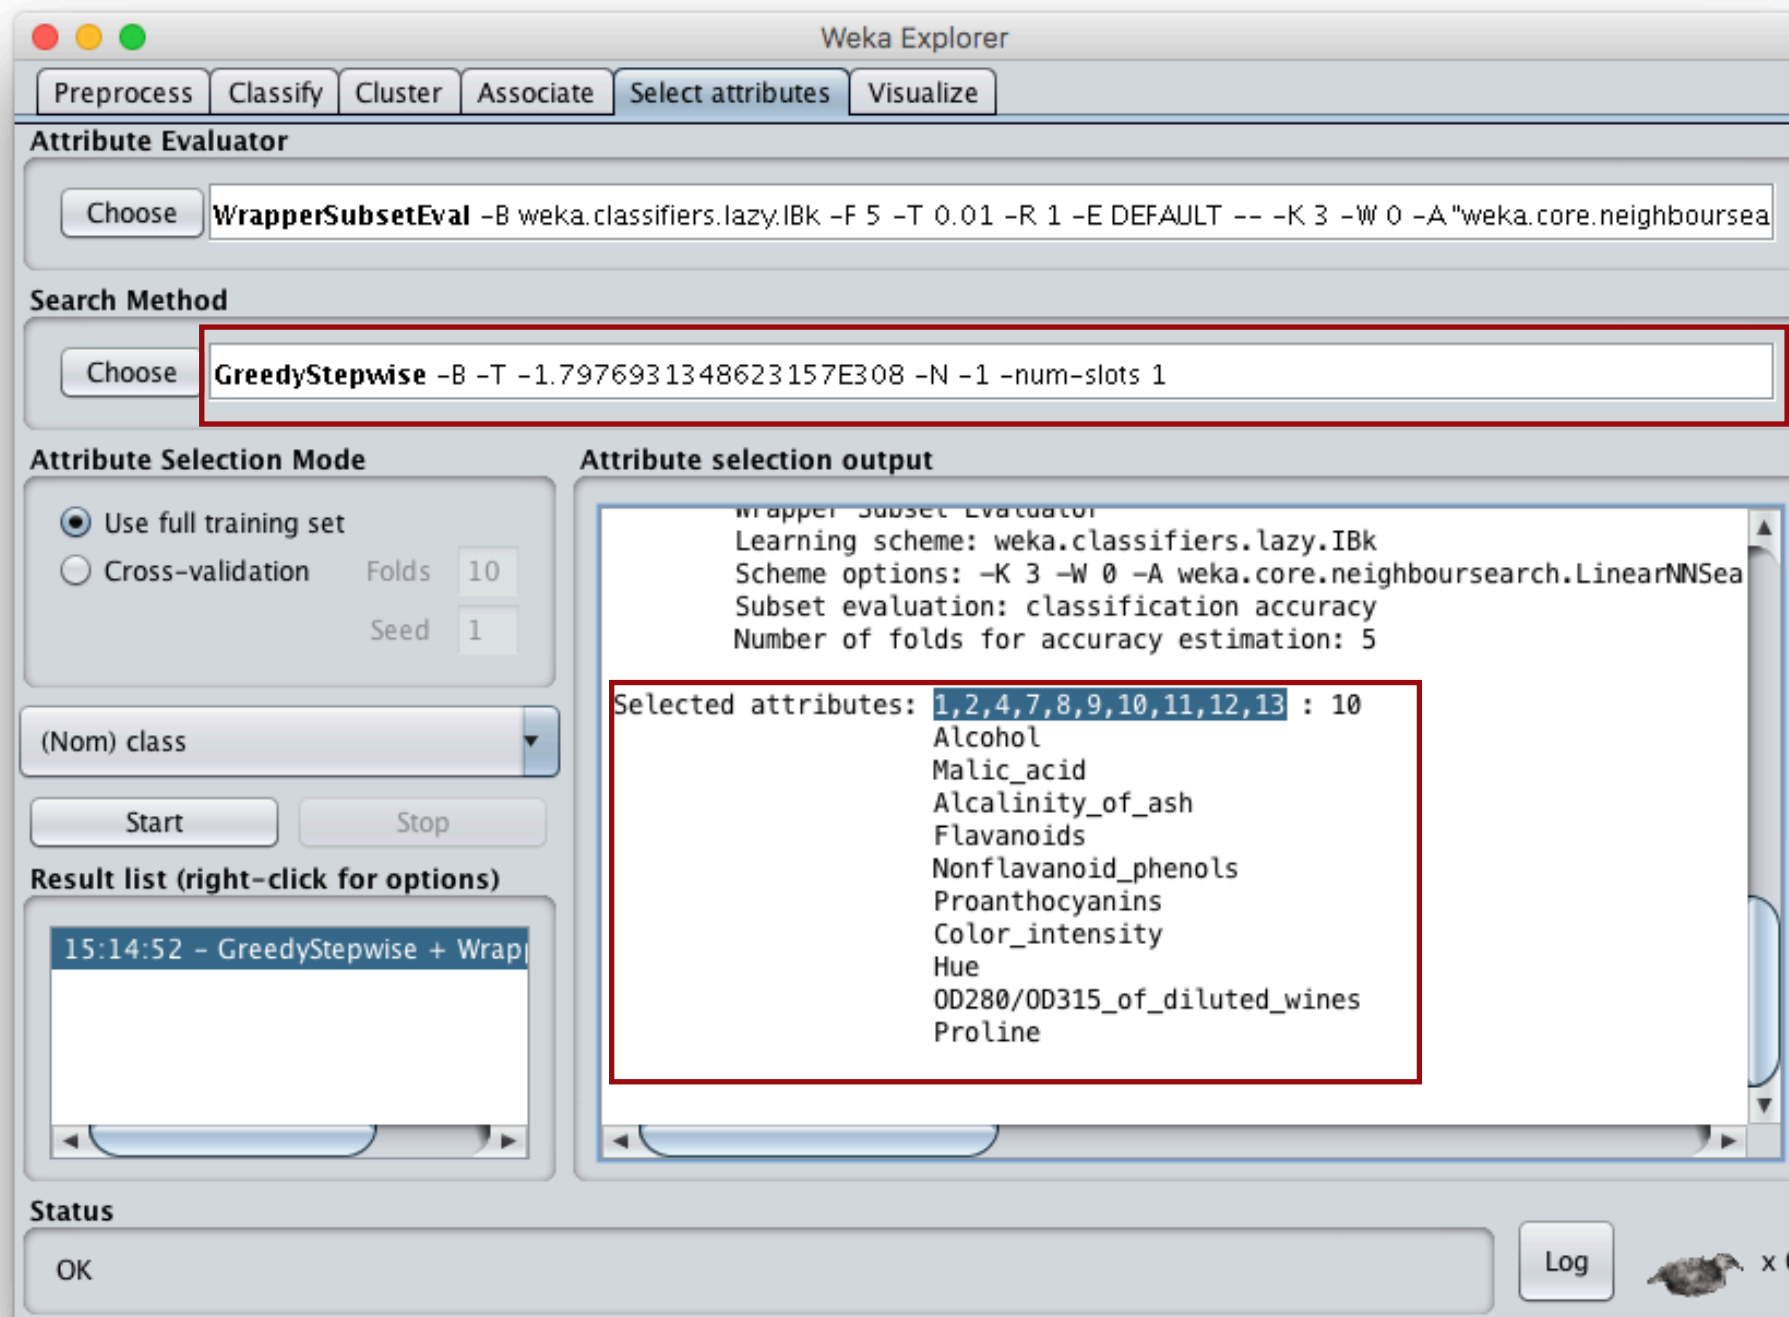 Weka Explorer
Preprocess Classify Cluster Associate Select attributes Visualize
Attribute Evaluator
Choose WrapperSubsetEval -B weka.classifiers.lazy.IBk -F 5 -T 0.01 -R 1 -E DEFAULT -- -K 3 -W 0 -A "weka.core.neighboursea
Search Method
Choose GreedyStepwise -B -T -1.7976931348623157E308 -N -1 -num-slots 1
Attribute Selection Mode
Use full training set
Cross-validation Folds 10
Seed 1
(Nom) class
Start Stop
Result list (right-click for options)
15:14:52 - GreedyStepwise + Wrap
Attribute selection output
Wrapper Subset Evaluator
Learning scheme: weka.classifiers.lazy.IBk
Scheme options: -K 3 -W 0 -A weka.core.neighboursearch.LinearNNSea
Subset evaluation: classification accuracy
Number of folds for accuracy estimation: 5
Selected attributes: 1,2,4,7,8,9,10,11,12,13 : 10
Alcohol
Malic_acid
Alcalinity_of_ash
Flavanoids
Nonflavanoid_phenols
Proanthocyanins
Color_intensity
Hue
OD280/OD315_of_diluted_wines
Proline
Status
OK
Log x